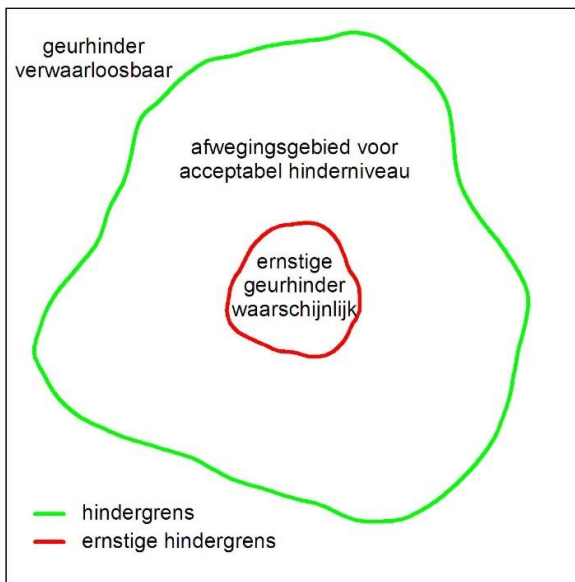 geurhinder
verwaarloosbaar
afwegingsgebied voor
acceptabel hinderniveau
ernstige
geurhinder
waarschijnlijk
hindergrens
ernstige hindergrens